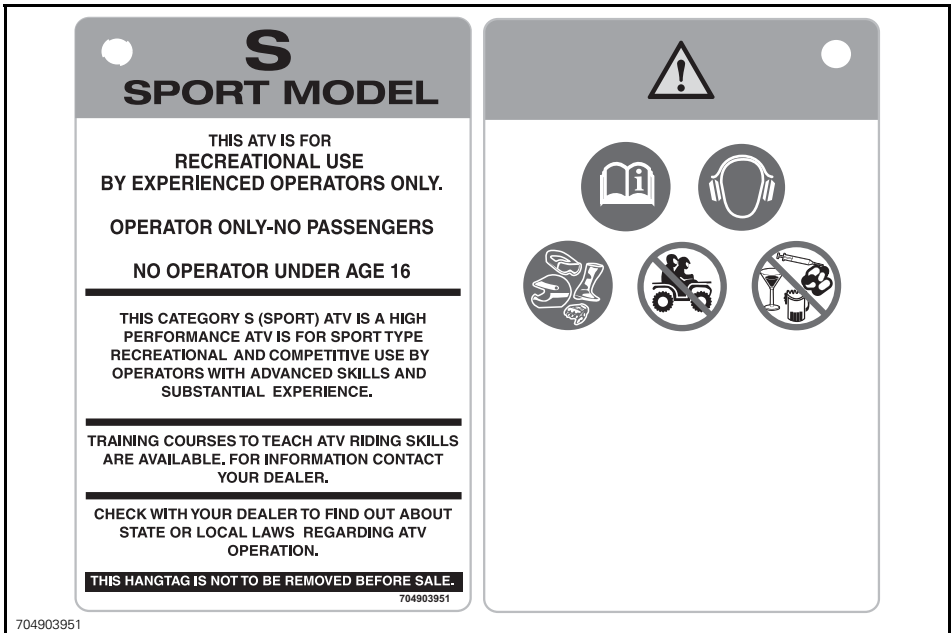 S
SPORT MODEL
THIS ATV IS FOR
RECREATIONAL USE
BY EXPERIENCED OPERATORS ONLY.
OPERATOR ONLY-NO PASSENGERS
NO OPERATOR UNDER AGE 16
THIS CATEGORY S (SPORT) ATV IS A HIGH
PERFORMANCE ATV IS FOR SPORT TYPE
RECREATIONAL AND COMPETITIVE USE BY
OPERATORS WITH ADVANCED SKILLS AND
SUBSTANTIAL EXPERIENCE.
TRAINING COURSES TO TEACH ATV RIDING SKILLS
ARE AVAILABLE. FOR INFORMATION CONTACT
YOUR DEALER.
CHECK WITH YOUR DEALER TO FIND OUT ABOUT
STATE OR LOCAL LAWS REGARDING ATV
OPERATION.
THIS HANGTAG IS NOT TO BE REMOVED BEFORE SALE.
704903951
!
i
704903951